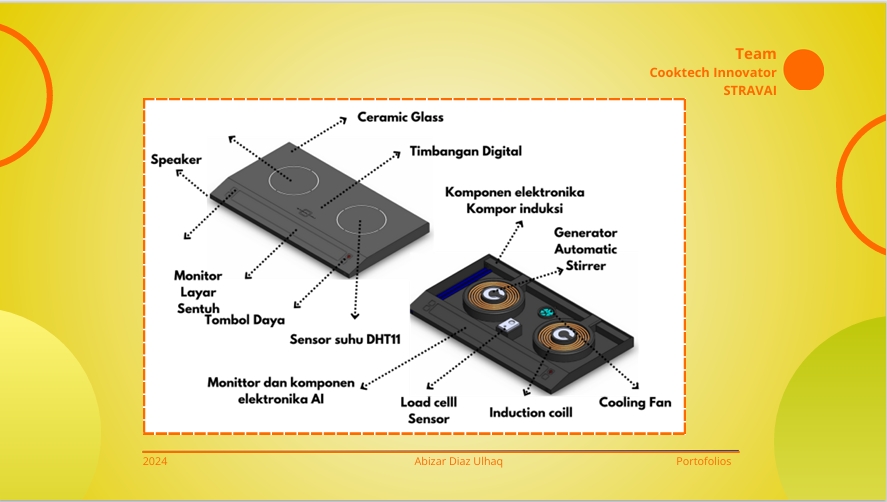 Team
Cooktech Innovator
STRAVAI
Ceramic Glass
Speaker
Timbangan Digital
Komponen elektronika
Kompor induksi
Generator
Automatic
Stirrer
Monitor
Layar
Sentuh
Tombol Daya
Sensor suhu DHT11
Monittor dan komponen
elektronika AI
Load celll
Sensor
Induction coill
Cooling Fan
2024
Abizar Diaz Ulhaq
Portofolios